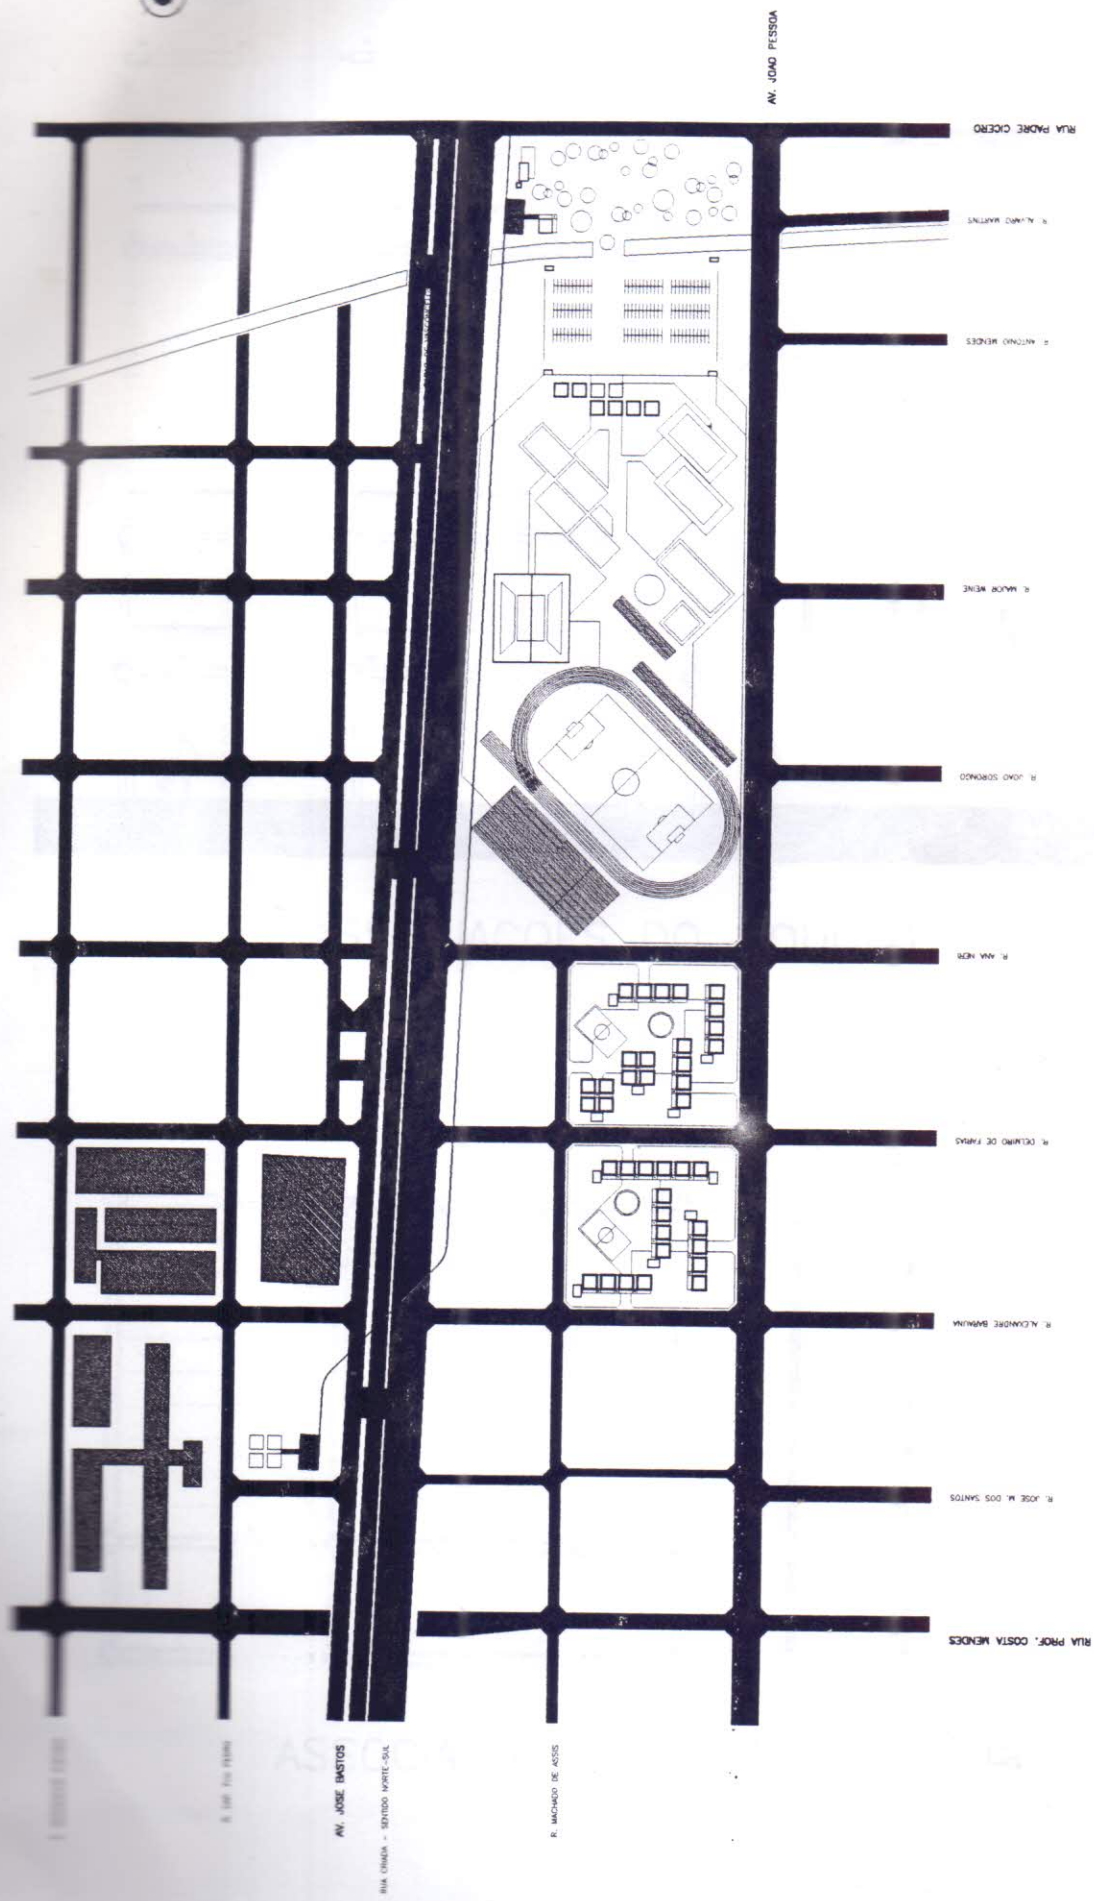 AV. JOAO PESSOA
RUA PADRE CICERO
R. ALVARO MARTINS
R. ANTONIO MENDES
R. MAJOR WEINE
R. JOAO SORONGO
R. ANA NERI
R. DELMIRO DE FARIAS
R. ALEXANDRE BARAUNA
R. JOSE M. DOS SANTOS
RUA PROF. COSTA MENDES
AV. JOSE BASTOS
RUA CRIADA - SENTIDO NORTE-SUL
R. MACHADO DE ASSIS